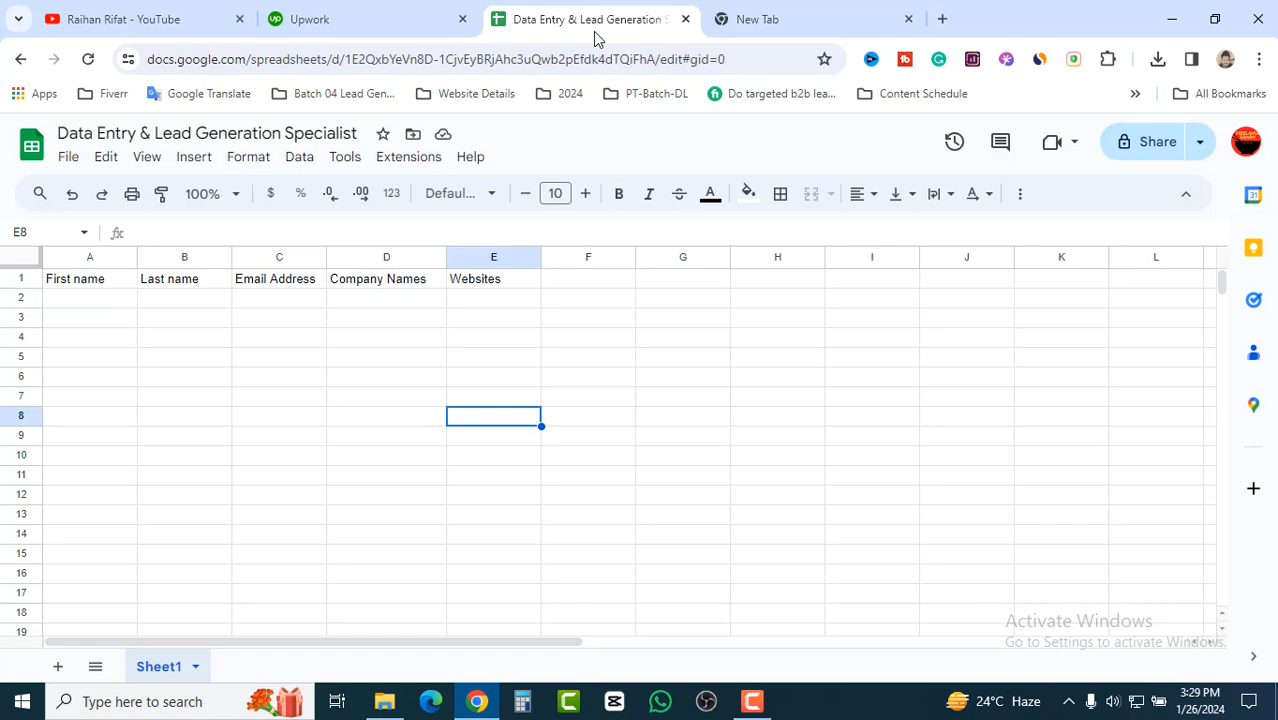 Raihan Rifat - YouTube
Upwork
Data Entry & Lead Generation S
New Tab
docs.google.com/spreadsheets/d/1E2QxbYeVn8D-1CjvEyBRjAhc3uQwb2pEfdk4dTQiFhA/edit#gid=0
Apps
Fiverr
Google Translate
Batch 04 Lead Gen...
Website Details
2024
PT-Batch-DL
Do targeted b2b lea...
Content Schedule
All Bookmarks
Data Entry & Lead Generation Specialist
Share
File Edit View Insert Format Data Tools Extensions Help
100% $ % .0 .00 123 Defaul... 10 B I A
E8 fx
A B C D E F G H I J K L
1 First name Last name Email Address Company Names Websites
2
3
4
5
6
7
8
9
10
11
12
13
14
15
16
17
18
19
Activate Windows
Go to Settings to activate Windows.
Sheet1
Type here to search
24°C Haze
3:29 PM
1/26/2024